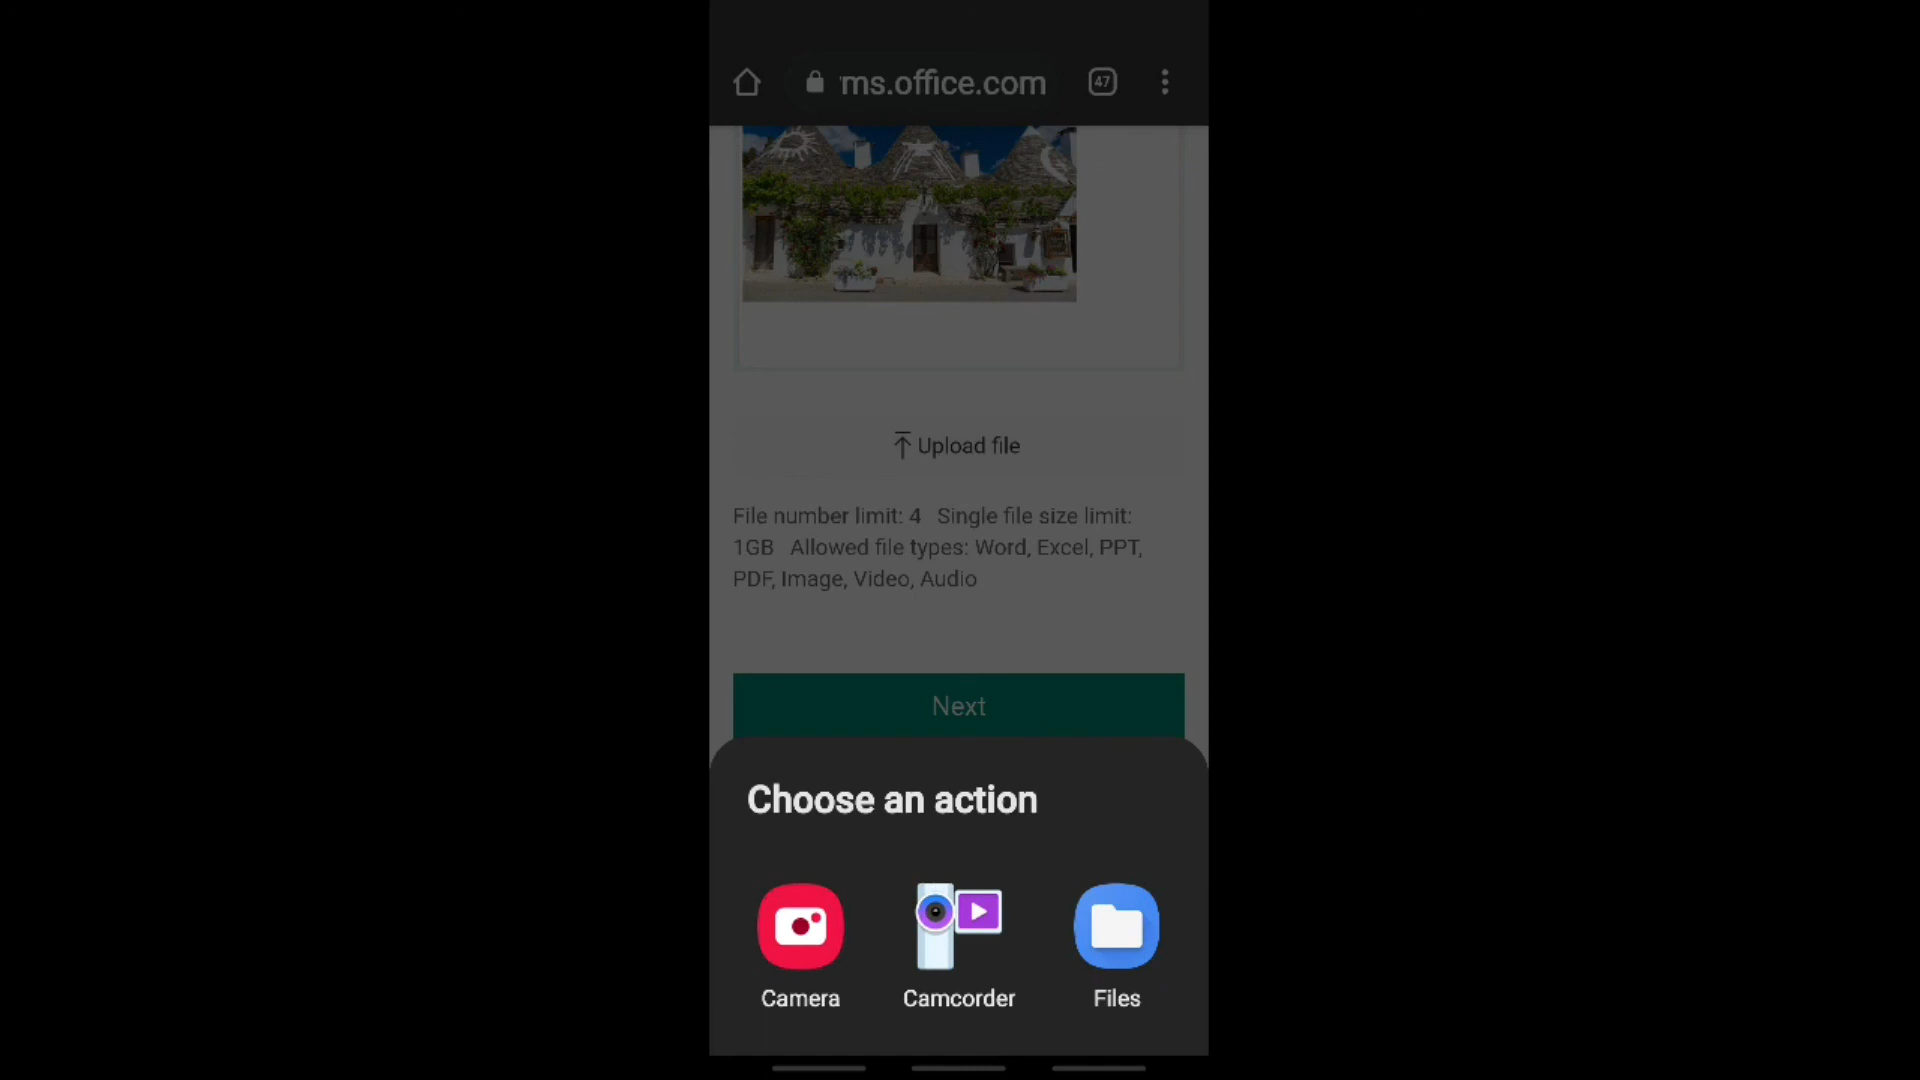 ms.office.com
47
Upload file
File number limit: 4 Single file size limit:
1GB Allowed file types: Word, Excel, PPT,
PDF, Image, Video, Audio
Next
Choose an action
Camera
Camcorder
Files